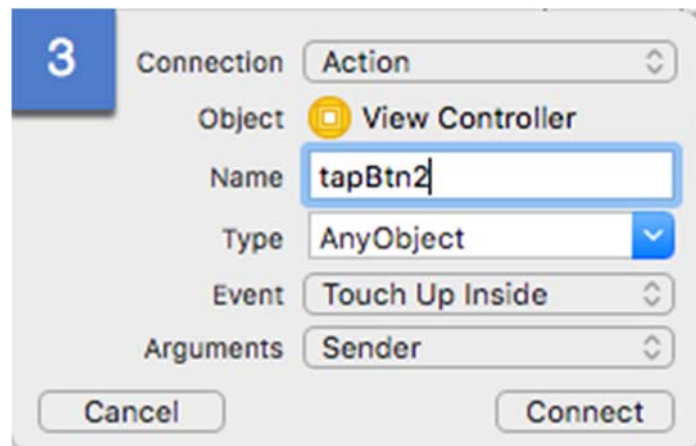 3
Connection Action
Object View Controller
Name tapBtn2
Type AnyObject
Event Touch Up Inside
Arguments Sender
Cancel Connect